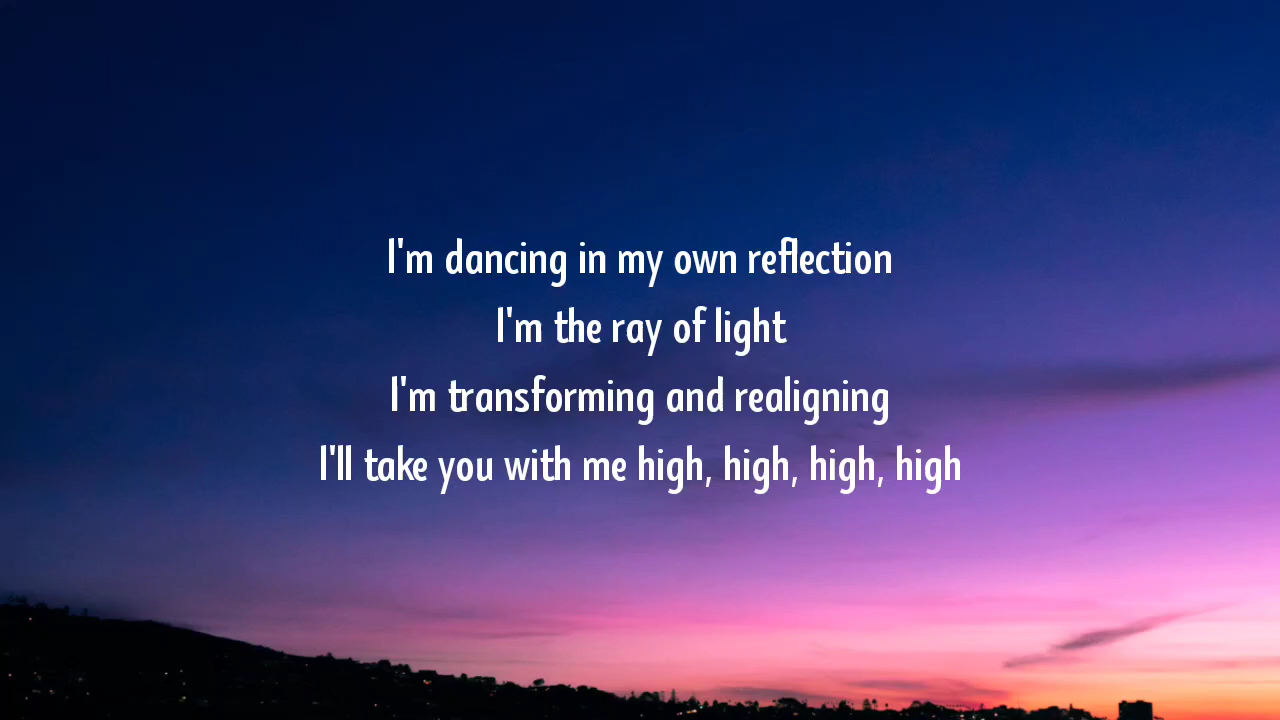 I'm dancing in my own reflection
I'm the ray of light
I'm transforming and realigning
I'll take you with me high, high, high, high